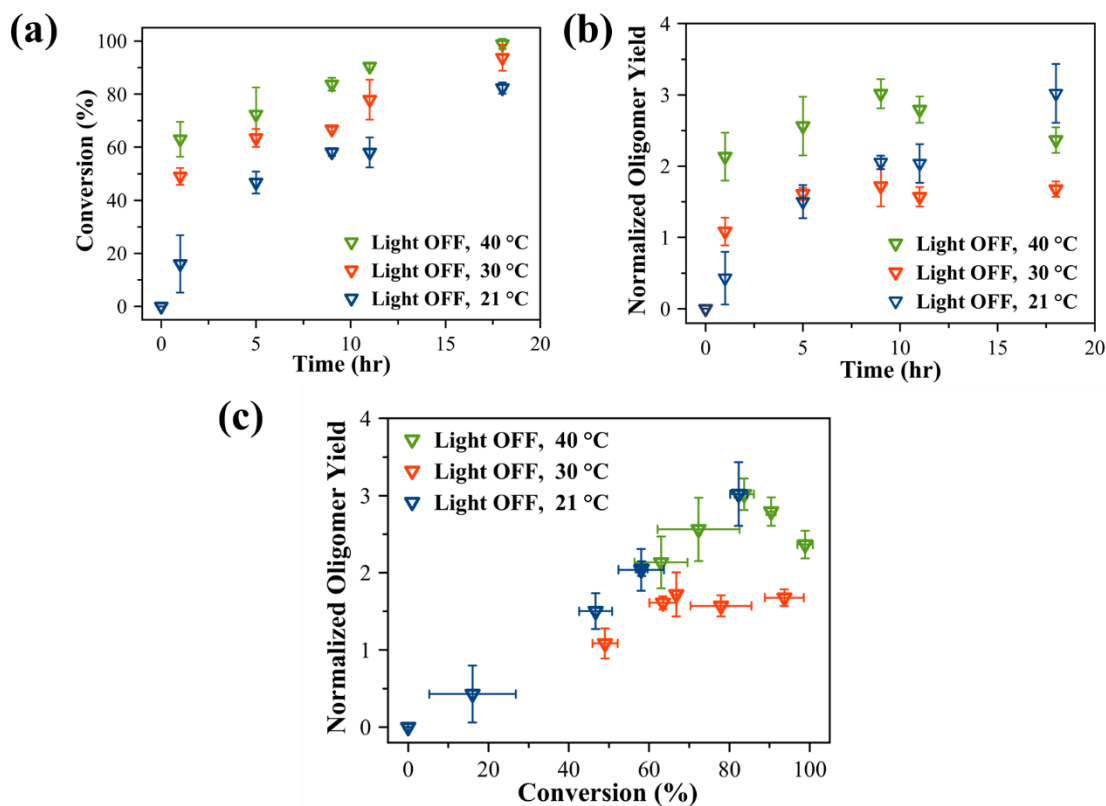 (a)
Conversion (%)
100
80
60
40
20
0
Light OFF, 40 °C
Light OFF, 30 °C
Light OFF, 21 °C
0
5
10
15
20
Time (hr)
(b)
Normalized Oligomer Yield
4
3
2
1
0
Light OFF, 40 °C
Light OFF, 30 °C
Light OFF, 21 °C
0
5
10
15
20
Time (hr)
(c)
Normalized Oligomer Yield
4
3
2
1
0
Light OFF, 40 °C
Light OFF, 30 °C
Light OFF, 21 °C
0
20
40
60
80
100
Conversion (%)